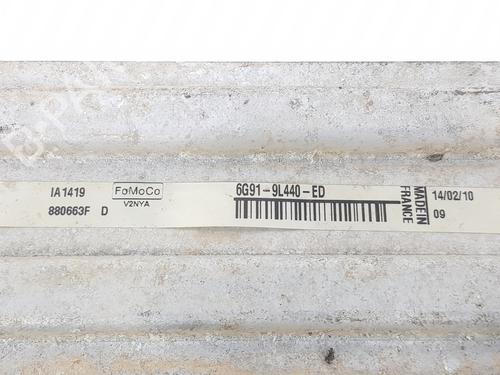 IA1419
880663F D
FoMoCo
V2NYA
6G91-9L440-ED
MADE IN
FRANCE
14/02/10
09